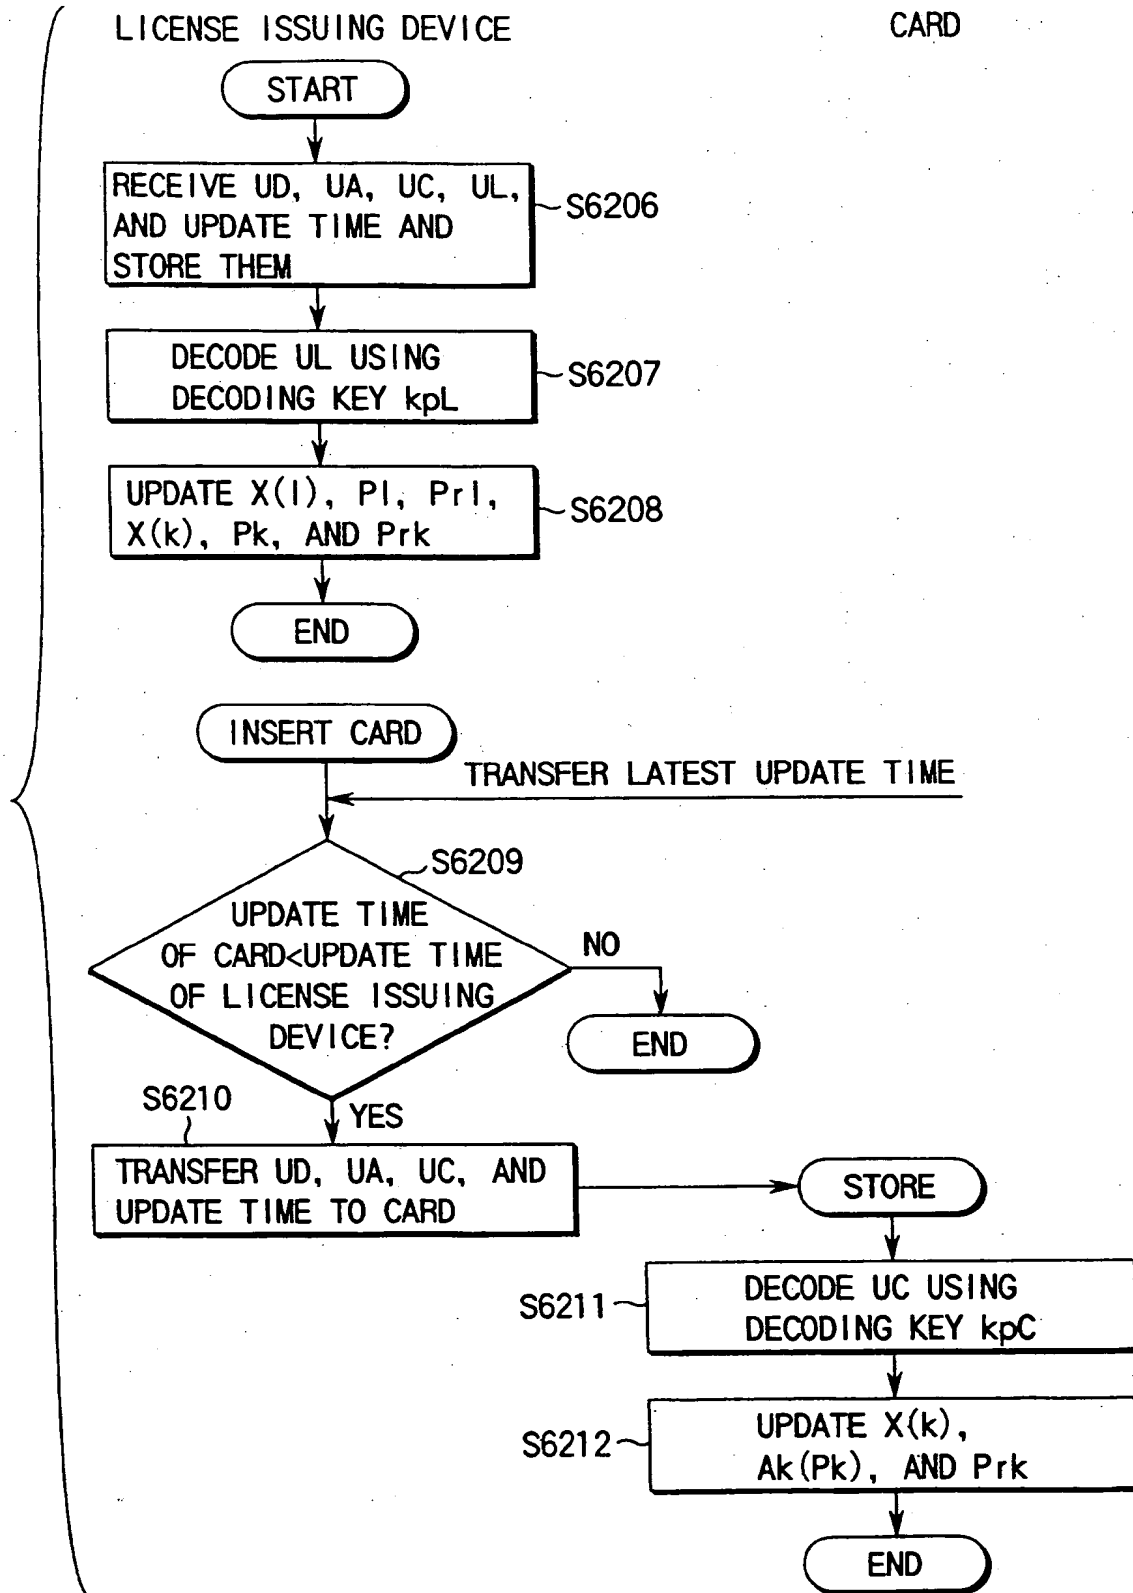 LICENSE ISSUING DEVICE
CARD
START
RECEIVE UD, UA, UC, UL,
AND UPDATE TIME AND
STORE THEM
S6206
DECODE UL USING
DECODING KEY kpL
S6207
UPDATE X(l), Pl, Prl,
X(k), Pk, AND Prk
S6208
END
INSERT CARD
TRANSFER LATEST UPDATE TIME
S6209
UPDATE TIME
OF CARD<UPDATE TIME
OF LICENSE ISSUING
DEVICE?
NO
END
S6210
YES
TRANSFER UD, UA, UC, AND
UPDATE TIME TO CARD
STORE
S6211
DECODE UC USING
DECODING KEY kpC
S6212
UPDATE X(k),
Ak(Pk), AND Prk
END